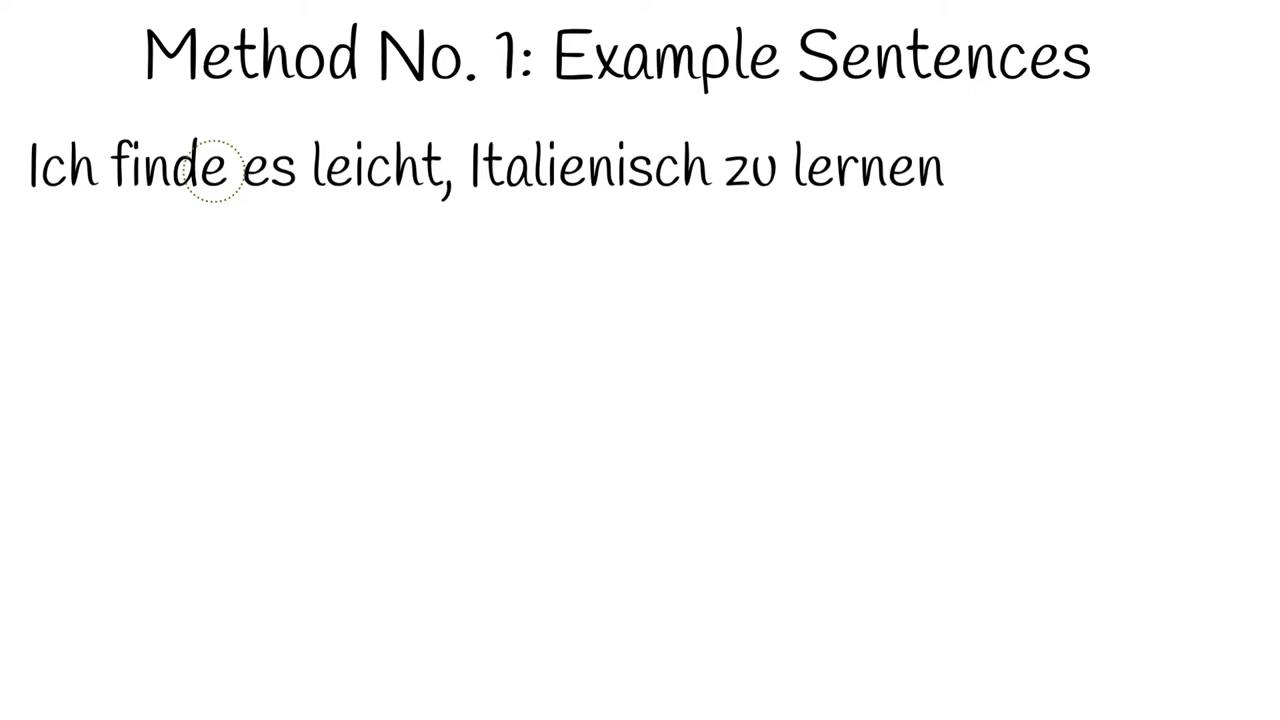 Method No. 1: Example Sentences
Ich finde es leicht, Italienisch zu lernen